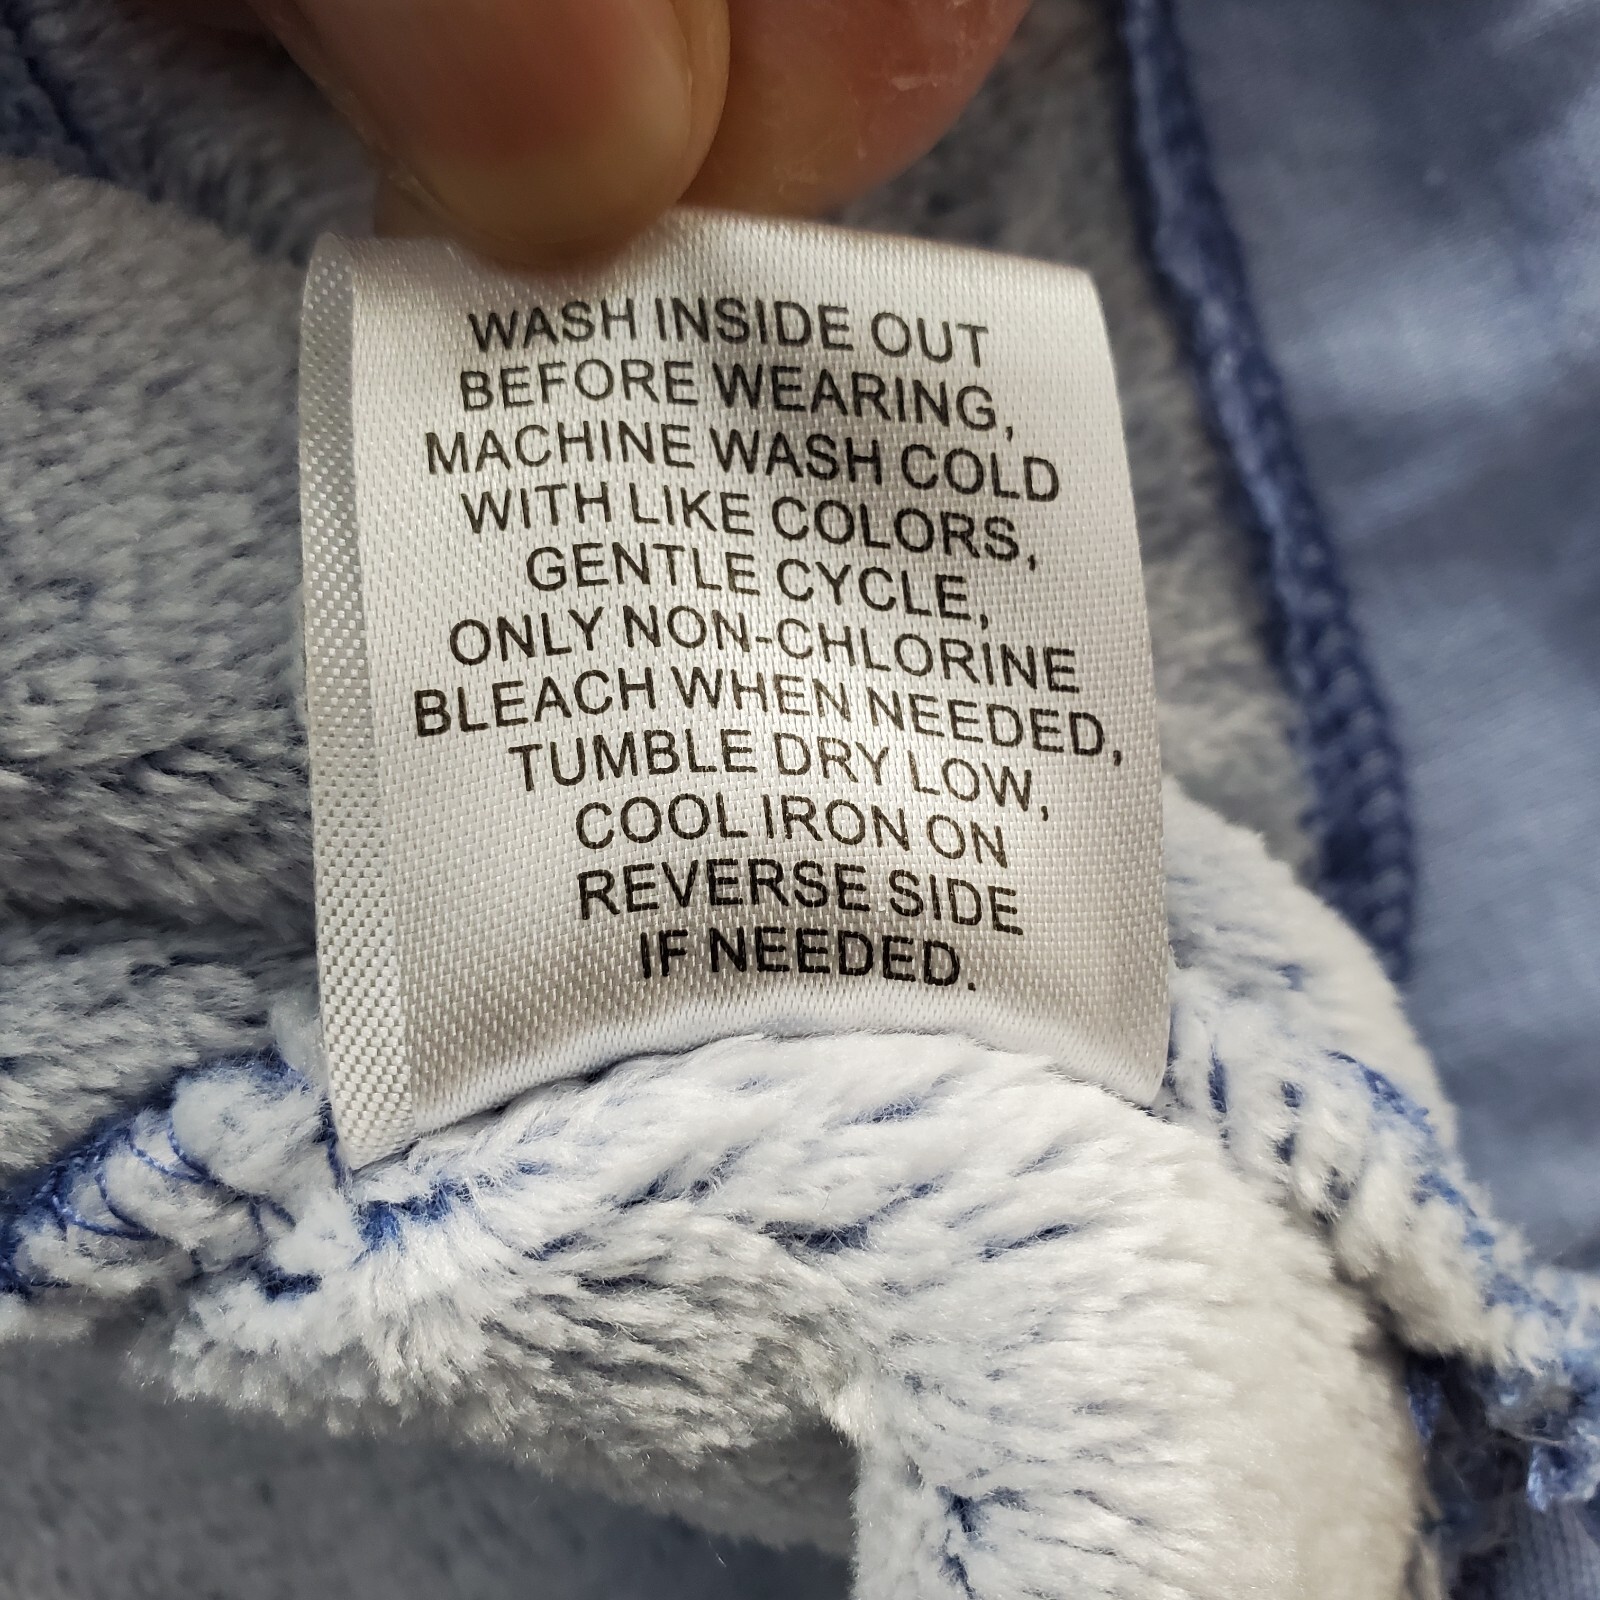 WASH INSIDE OUT
BEFORE WEARING,
MACHINE WASH COLD
WITH LIKE COLORS,
GENTLE CYCLE,
ONLY NON-CHLORINE
BLEACH WHEN NEEDED,
TUMBLE DRY LOW,
COOL IRON ON
REVERSE SIDE
IF NEEDED.